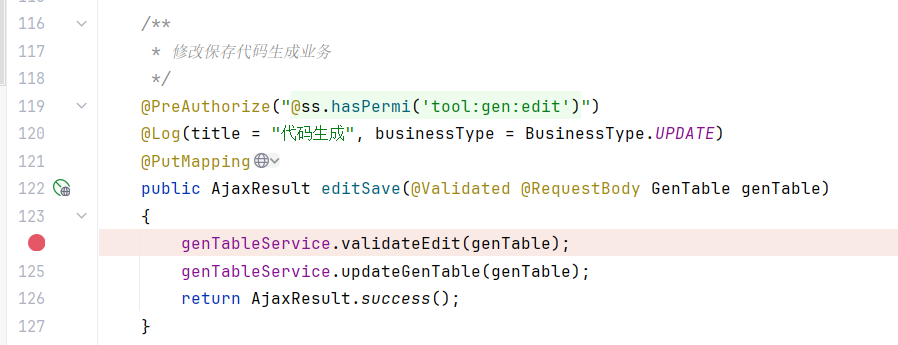 116 /**
117 * 修改保存代码生成业务
118 */
119 @PreAuthorize("@ss.hasPermi('tool:gen:edit')")
120 @Log(title = "代码生成", businessType = BusinessType.UPDATE)
121 @PutMapping
122 public AjaxResult editSave(@Validated @RequestBody GenTable genTable)
123 {
genTableService.validateEdit(genTable);
125 genTableService.updateGenTable(genTable);
126 return AjaxResult.success();
127 }